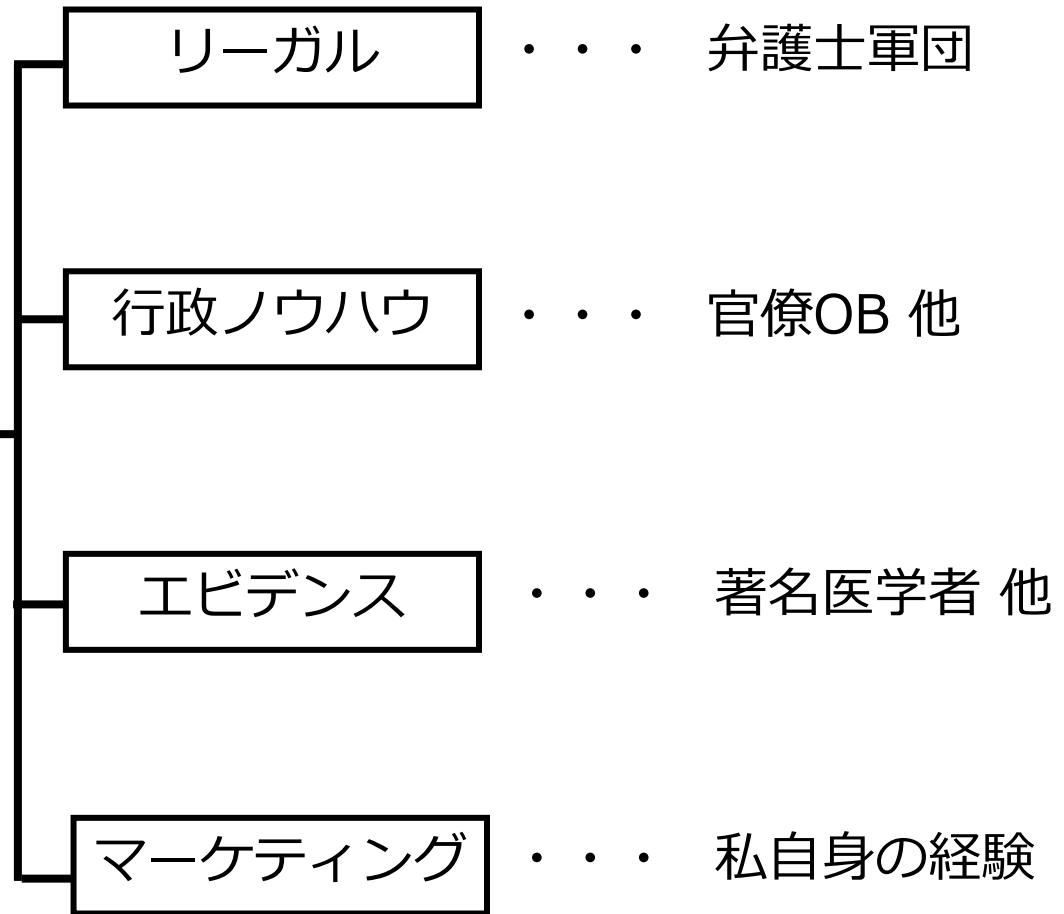 リーガル ・・・ 弁護士軍団
行政ノウハウ ・・・ 官僚OB 他
エビデンス ・・・ 著名医学者 他
マーケティング ・・・ 私自身の経験